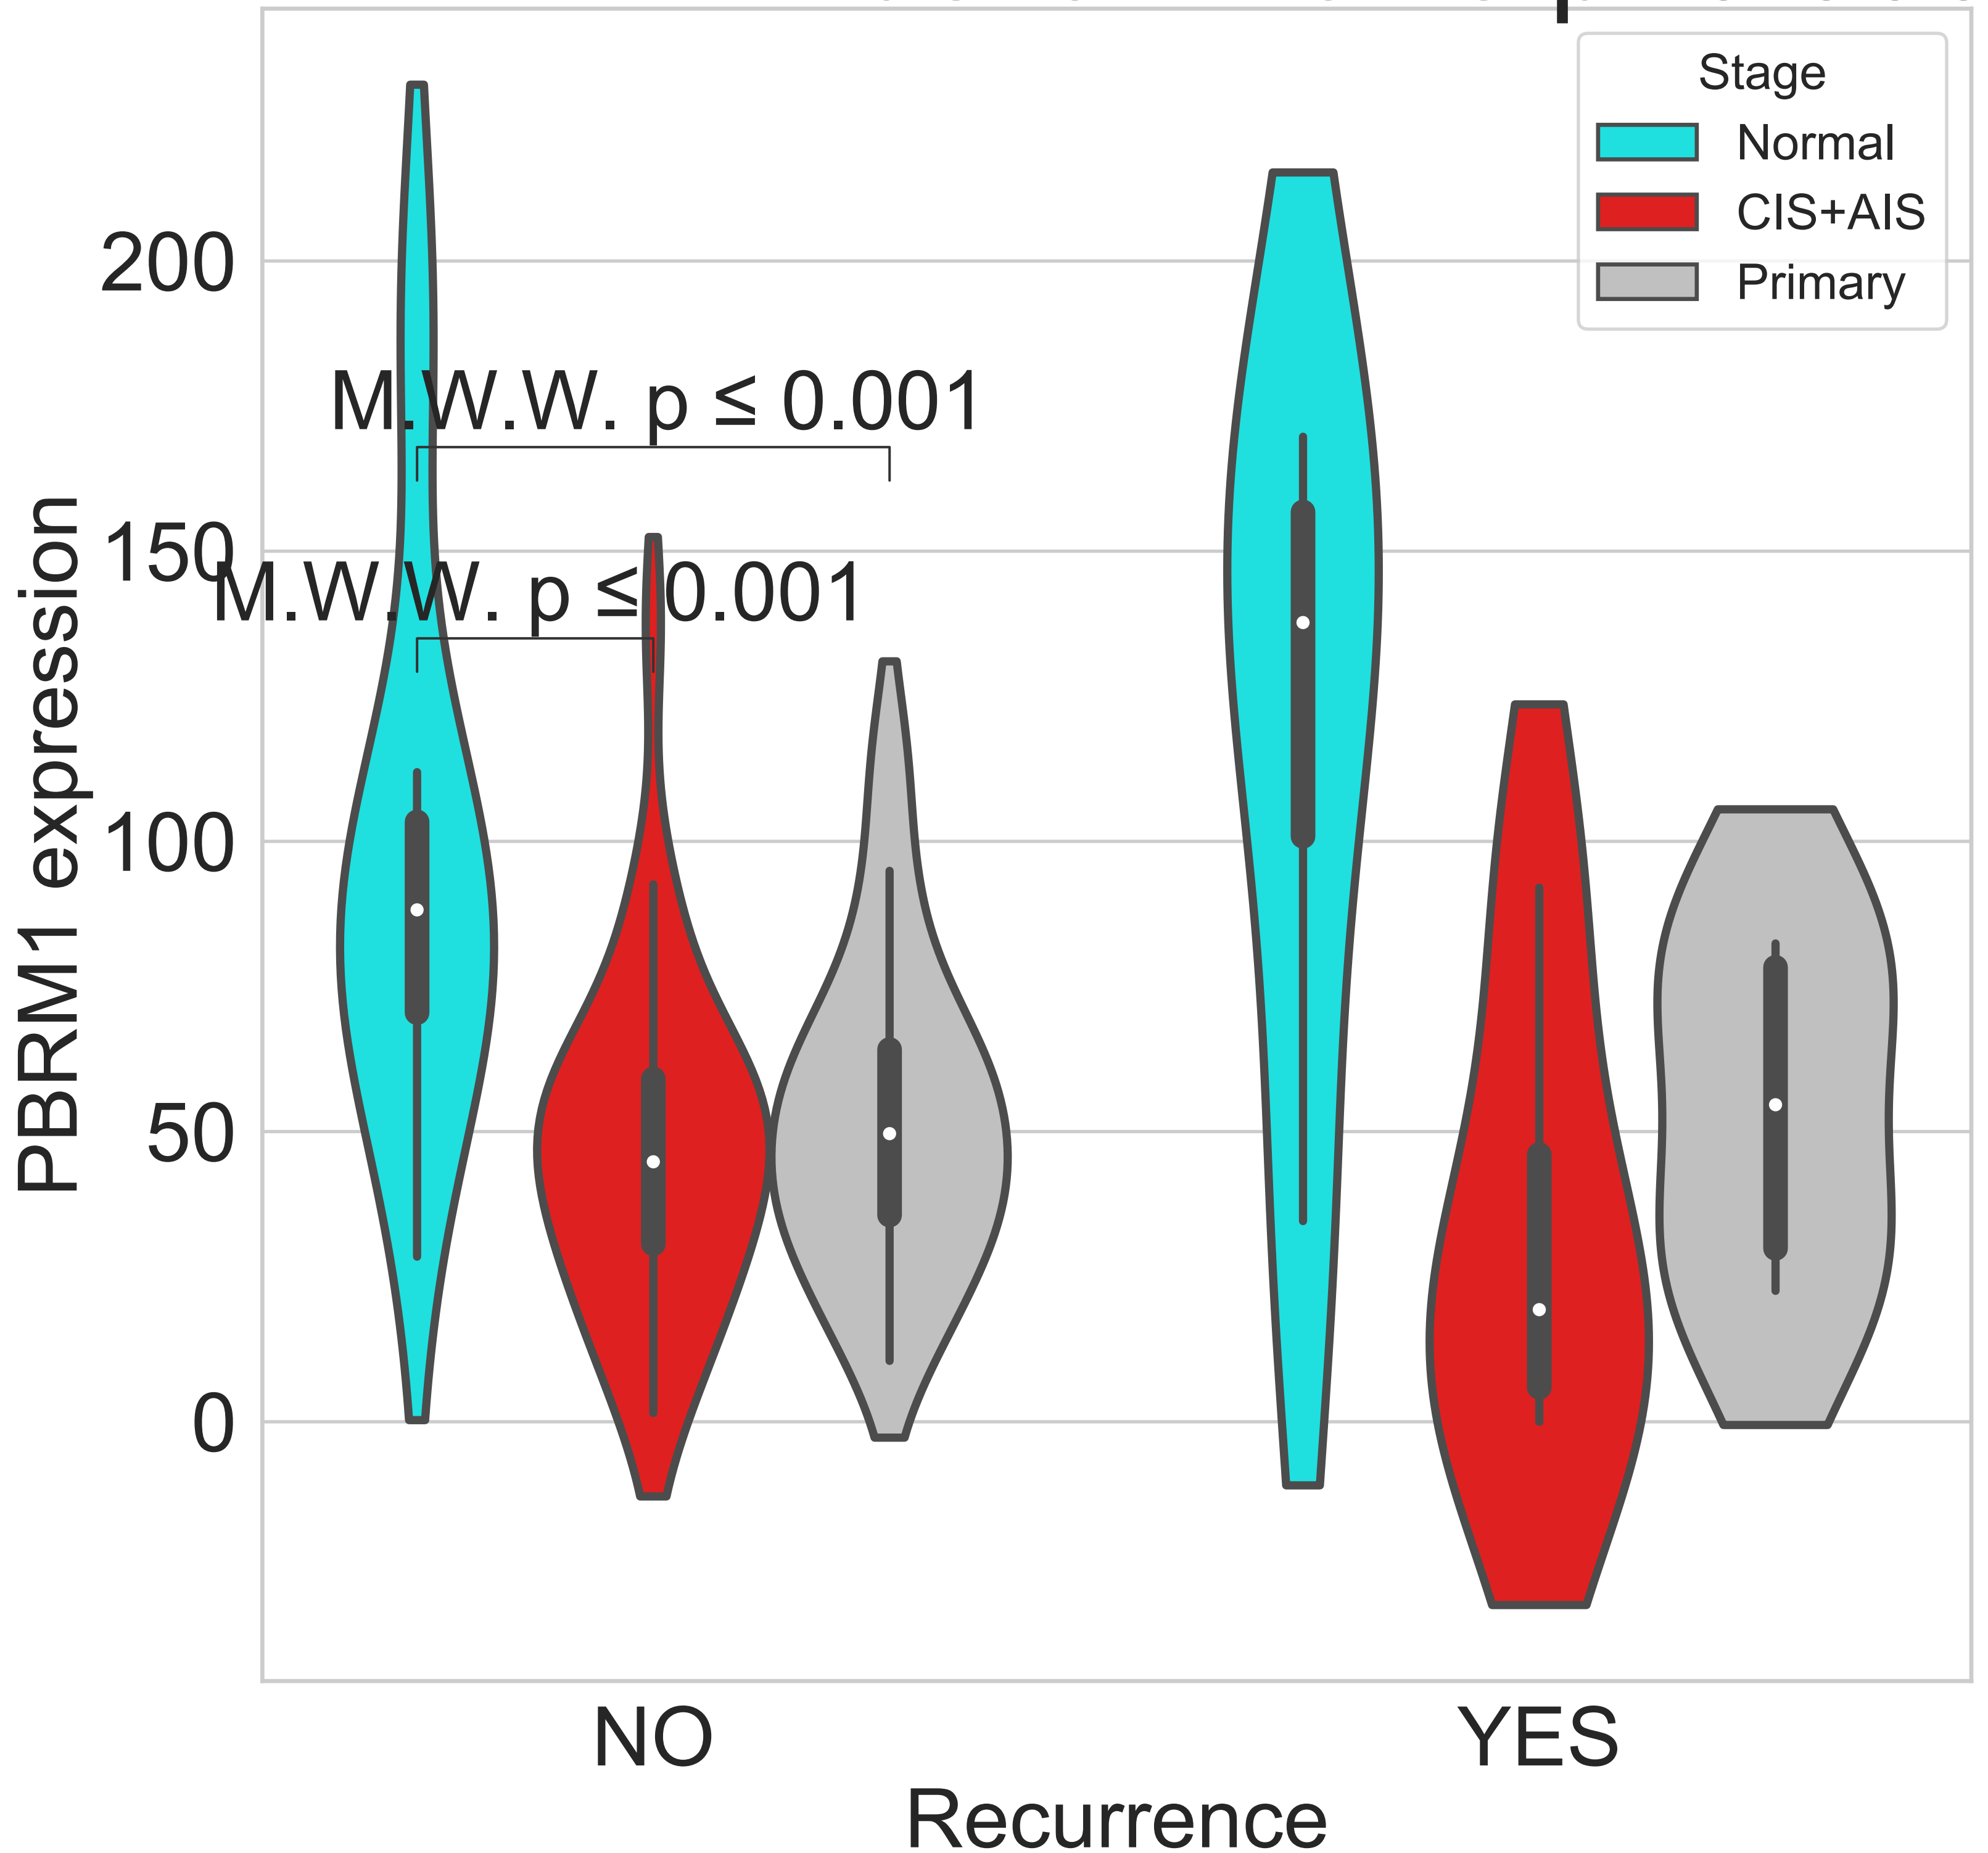 Stage
Normal
CIS+AIS
Primary
200
150
100
50
0
M.W.W. p ≤ 0.001
M.W.W. p ≤ 0.001
PBRM1 expression
NO
YES
Recurrence